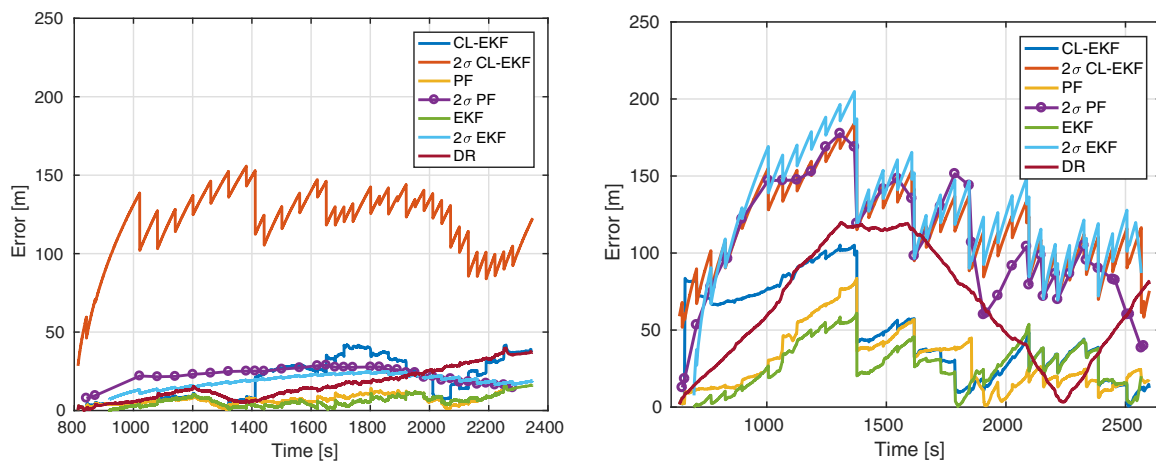 250
200
150
100
50
0
Error [m]
800
1000
1200
1400
1600
1800
2000
2200
2400
Time [s]
CL-EKF
2σ CL-EKF
PF
2σ PF
EKF
2σ EKF
DR
250
200
150
100
50
0
Error [m]
1000
1500
2000
2500
Time [s]
CL-EKF
2σ CL-EKF
PF
2σ PF
EKF
2σ EKF
DR